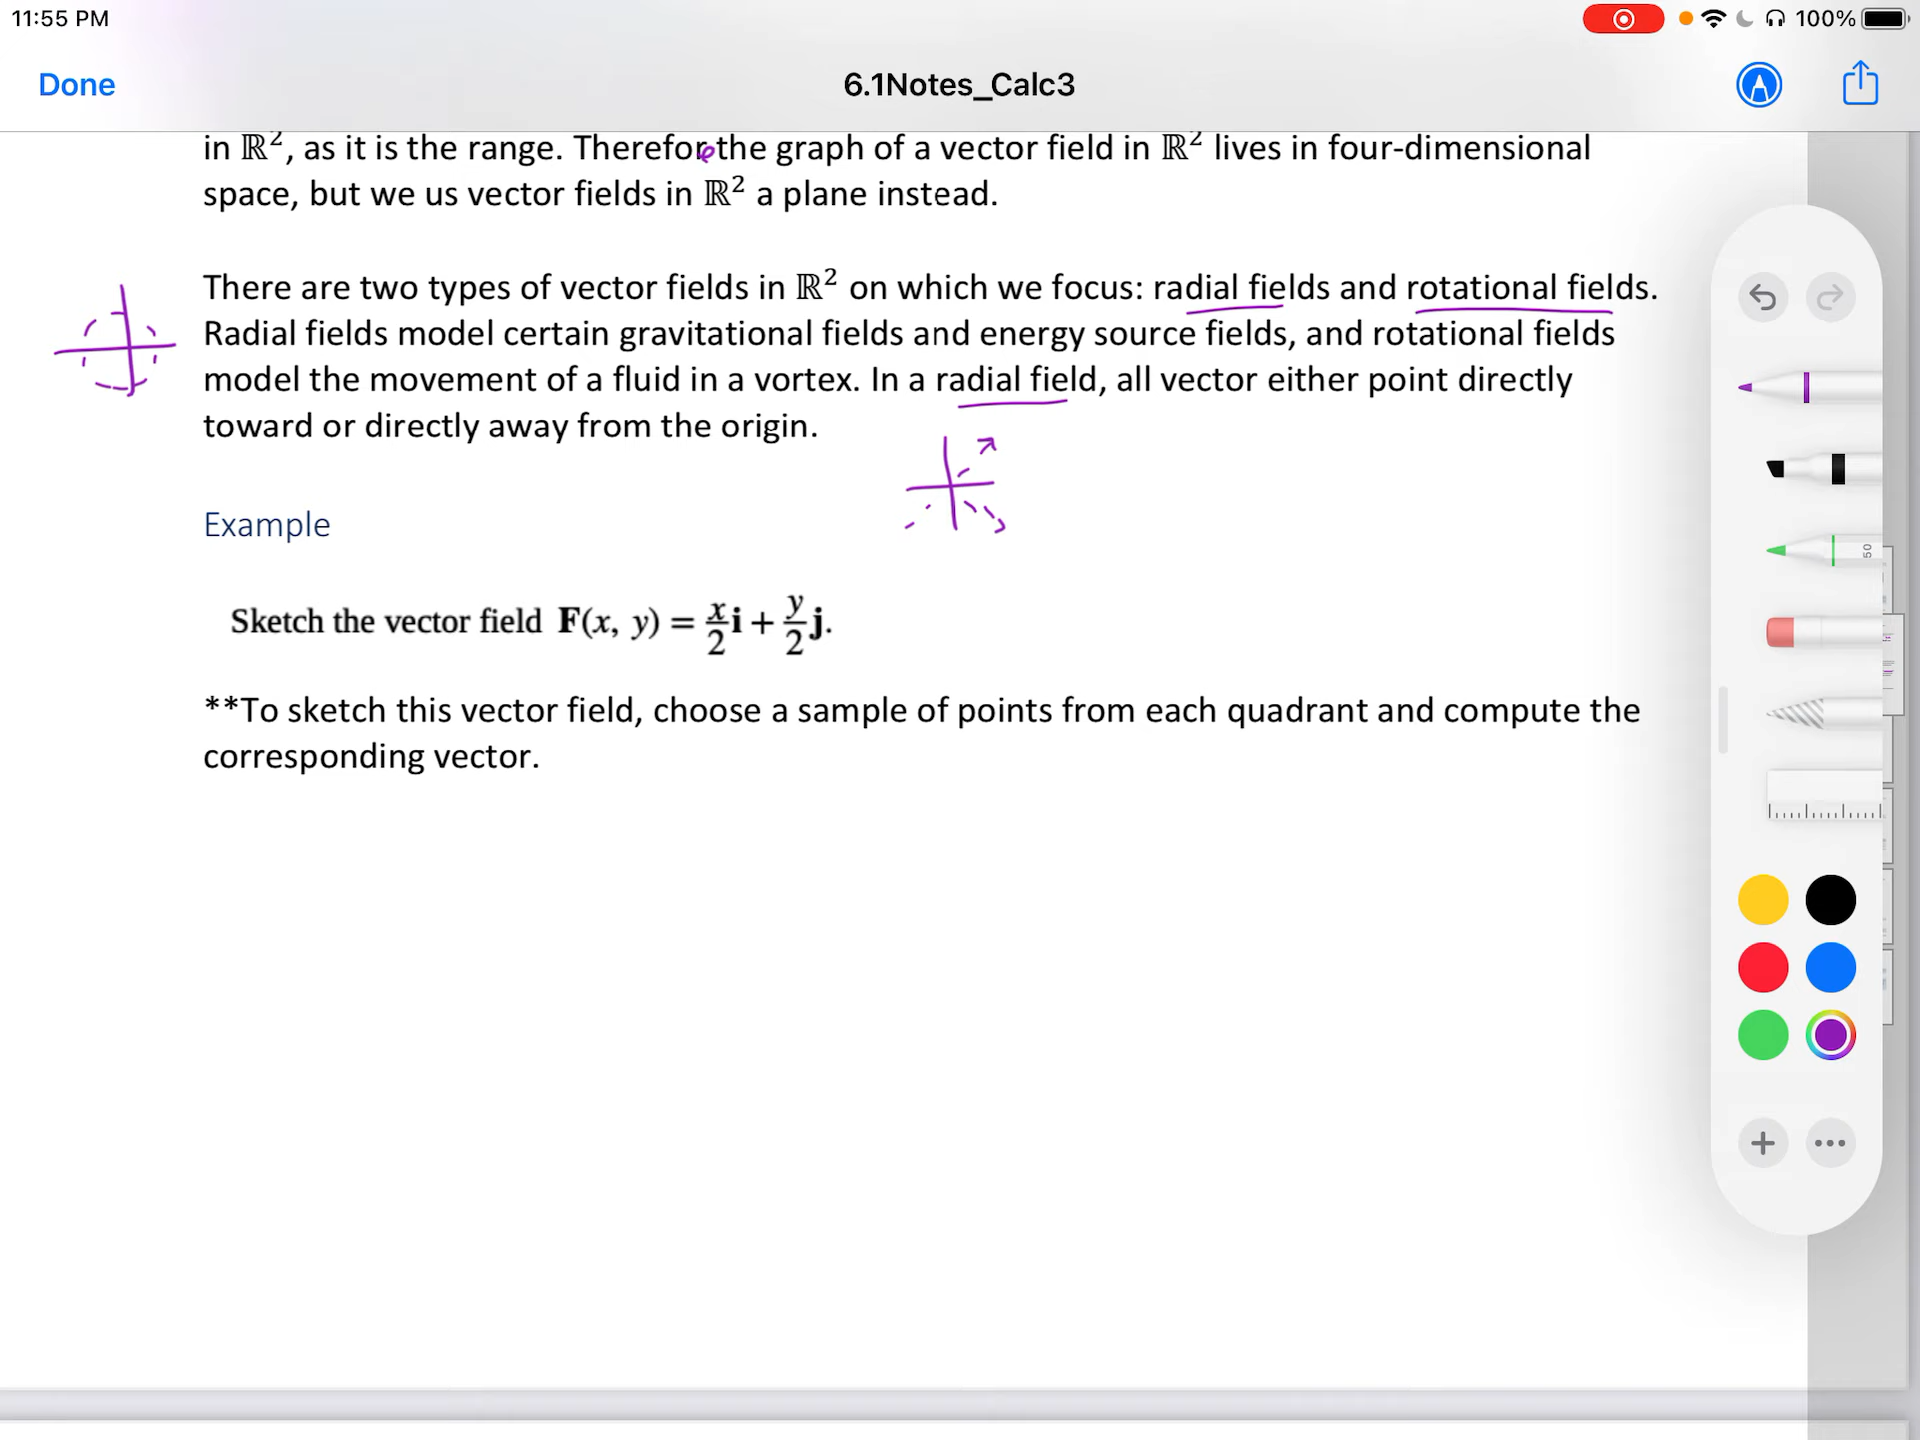 11:55 PM
100%
Done
6.1Notes_Calc3
in ℝ², as it is the range. Therefore the graph of a vector field in ℝ² lives in four-dimensional
space, but we us vector fields in ℝ² a plane instead.
There are two types of vector fields in ℝ² on which we focus: radial fields and rotational fields.
Radial fields model certain gravitational fields and energy source fields, and rotational fields
model the movement of a fluid in a vortex. In a radial field, all vector either point directly
toward or directly away from the origin.
Example
Sketch the vector field F(x, y) = x/2 i + y/2 j.
**To sketch this vector field, choose a sample of points from each quadrant and compute the
corresponding vector.
50